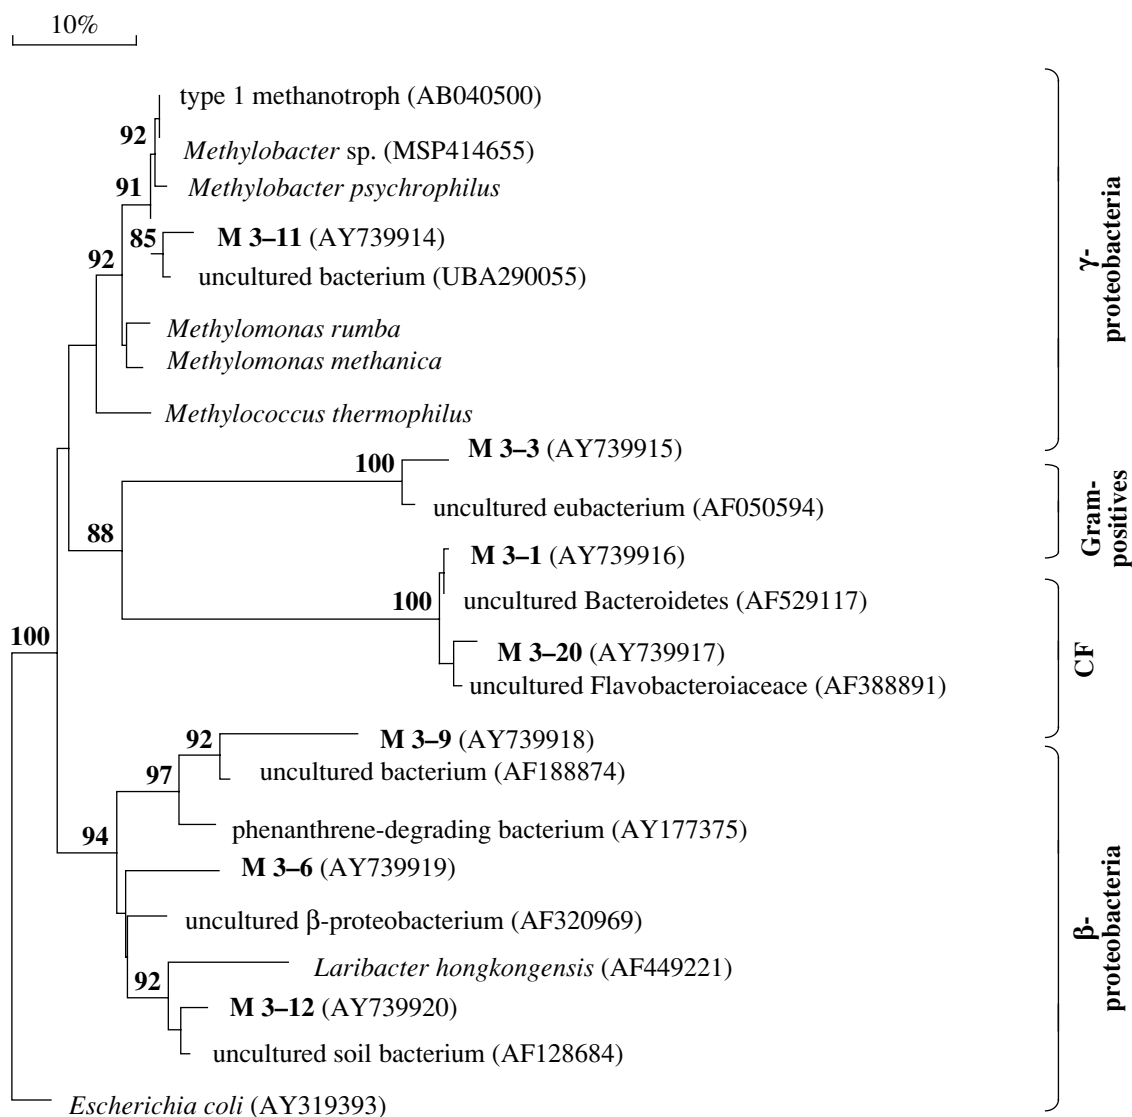 10%
type 1 methanotroph (AB040500)
92
Methylobacter sp. (MSP414655)
91
Methylobacter psychrophilus
85
M 3–11 (AY739914)
92
uncultured bacterium (UBA290055)
Methylomonas rumba
Methylomonas methanica
Methylococcus thermophilus
γ-
proteobacteria
M 3–3 (AY739915)
100
uncultured eubacterium (AF050594)
Gram-
positives
88
M 3–1 (AY739916)
100
uncultured Bacteroidetes (AF529117)
100
M 3–20 (AY739917)
uncultured Flavobacteroiaceace (AF388891)
CF
92
M 3–9 (AY739918)
97
uncultured bacterium (AF188874)
phenanthrene-degrading bacterium (AY177375)
94
M 3–6 (AY739919)
uncultured β-proteobacterium (AF320969)
Laribacter hongkongensis (AF449221)
92
M 3–12 (AY739920)
uncultured soil bacterium (AF128684)
β-
proteobacteria
Escherichia coli (AY319393)